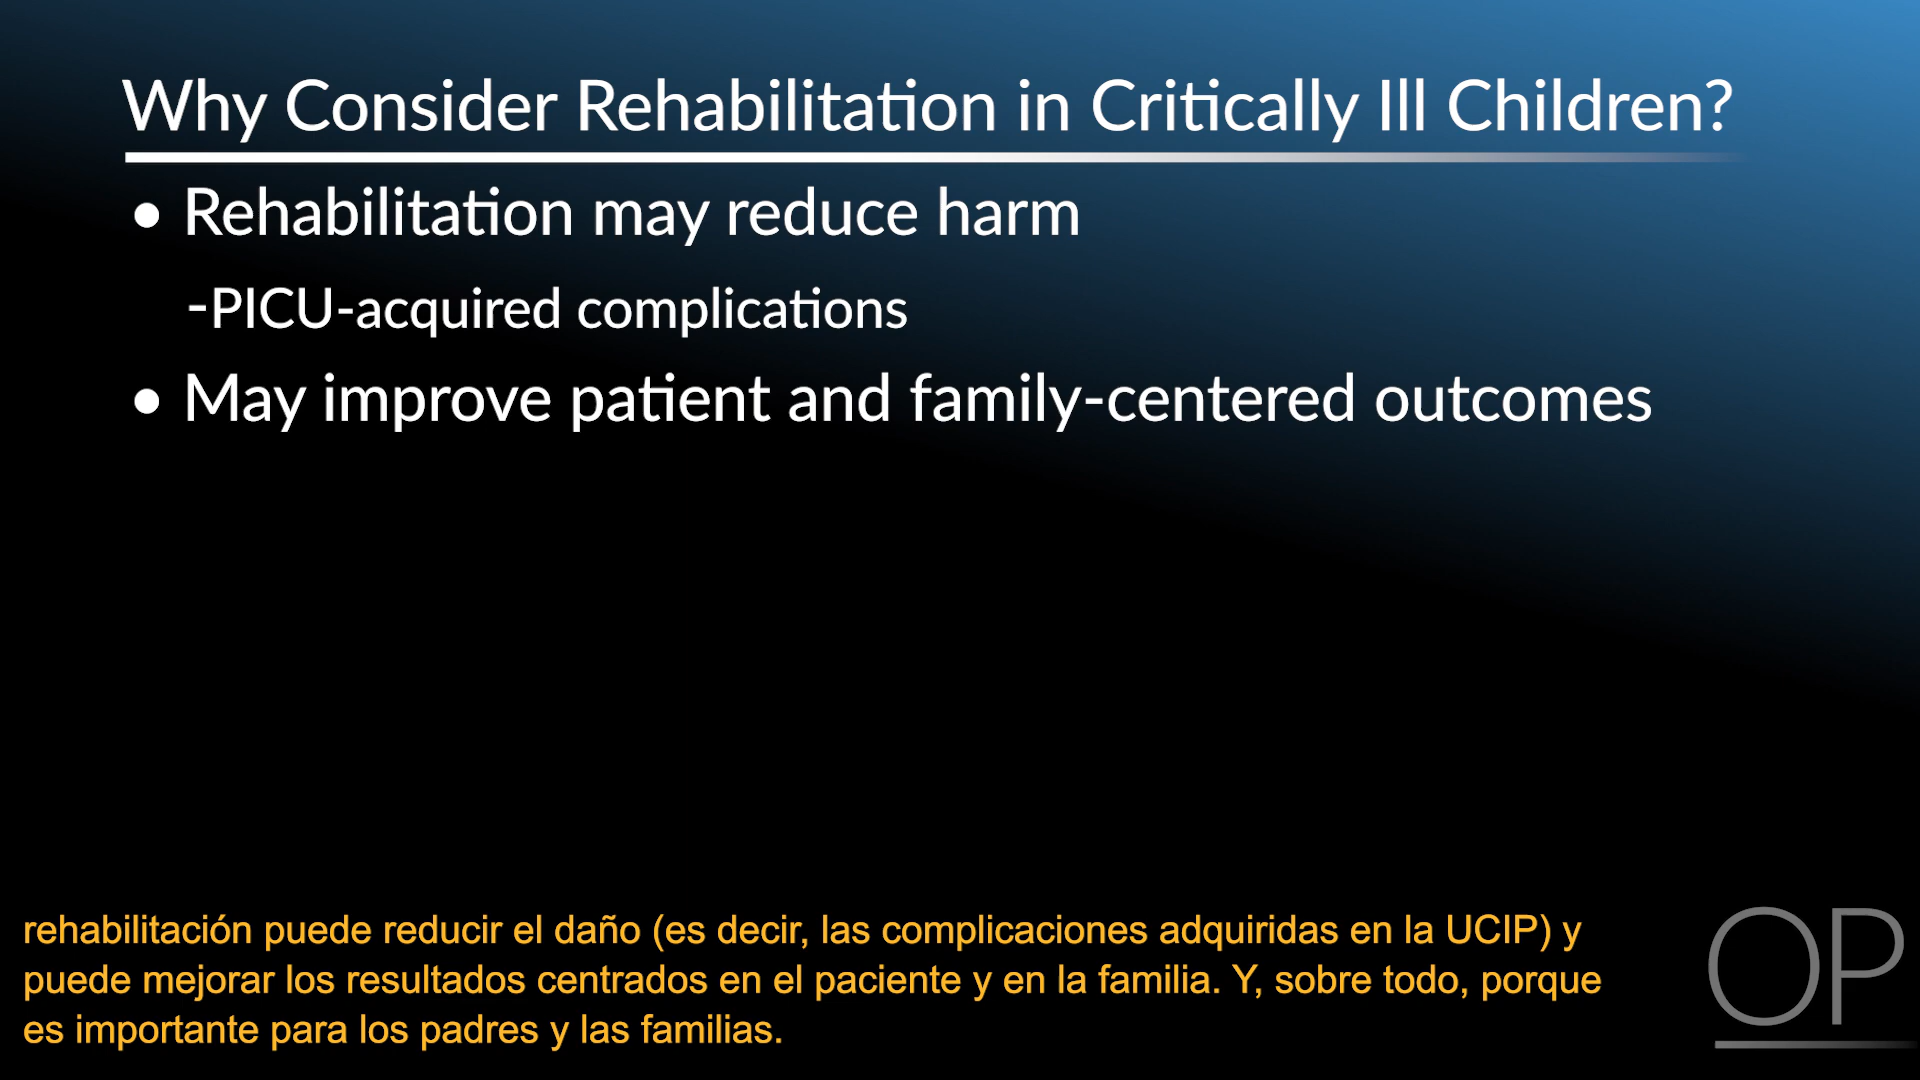 Why Consider Rehabilitation in Critically Ill Children?
• Rehabilitation may reduce harm
-PICU-acquired complications
• May improve patient and family-centered outcomes
rehabilitación puede reducir el daño (es decir, las complicaciones adquiridas en la UCIP) y
puede mejorar los resultados centrados en el paciente y en la familia. Y, sobre todo, porque
es importante para los padres y las familias.
OP